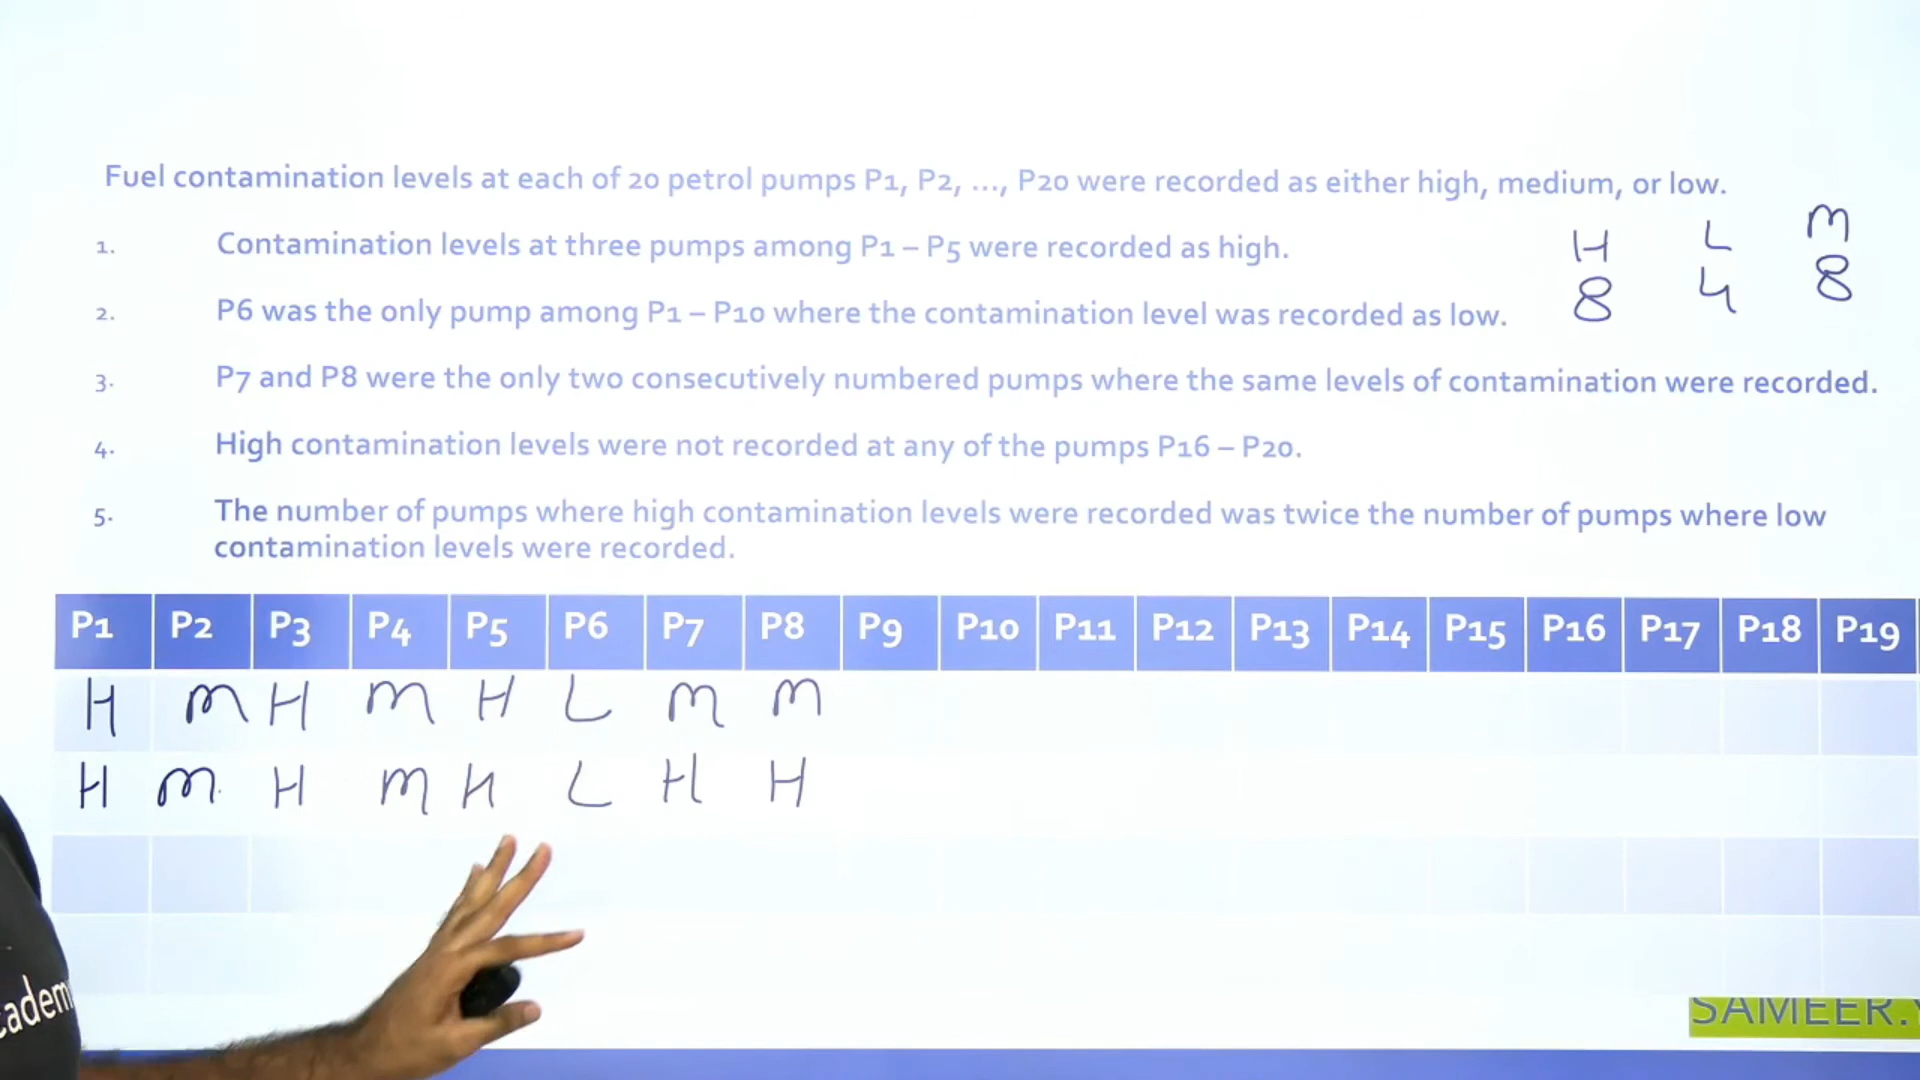 Fuel contamination levels at each of 20 petrol pumps P1, P2, ..., P20 were recorded as either high, medium, or low.
1. Contamination levels at three pumps among P1 – P5 were recorded as high.
H L M
8 4 8
2. P6 was the only pump among P1 – P10 where the contamination level was recorded as low.
3. P7 and P8 were the only two consecutively numbered pumps where the same levels of contamination were recorded.
4. High contamination levels were not recorded at any of the pumps P16 – P20.
5. The number of pumps where high contamination levels were recorded was twice the number of pumps where low
contamination levels were recorded.
P1 P2 P3 P4 P5 P6 P7 P8 P9 P10 P11 P12 P13 P14 P15 P16 P17 P18 P19
H M H M H L M M
H M H M H L H H
cadem
SAMEER.